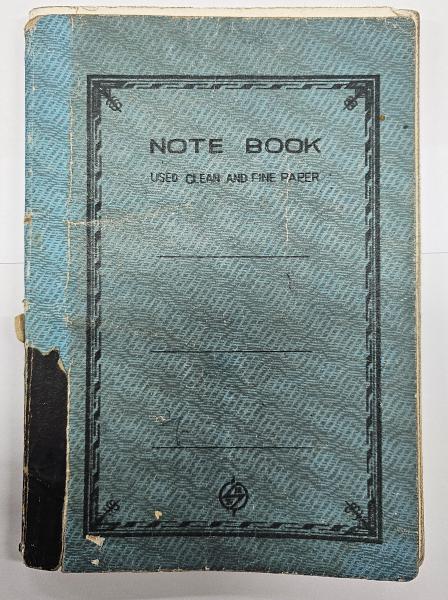 NOTE BOOK
USED CLEAN AND FINE PAPER